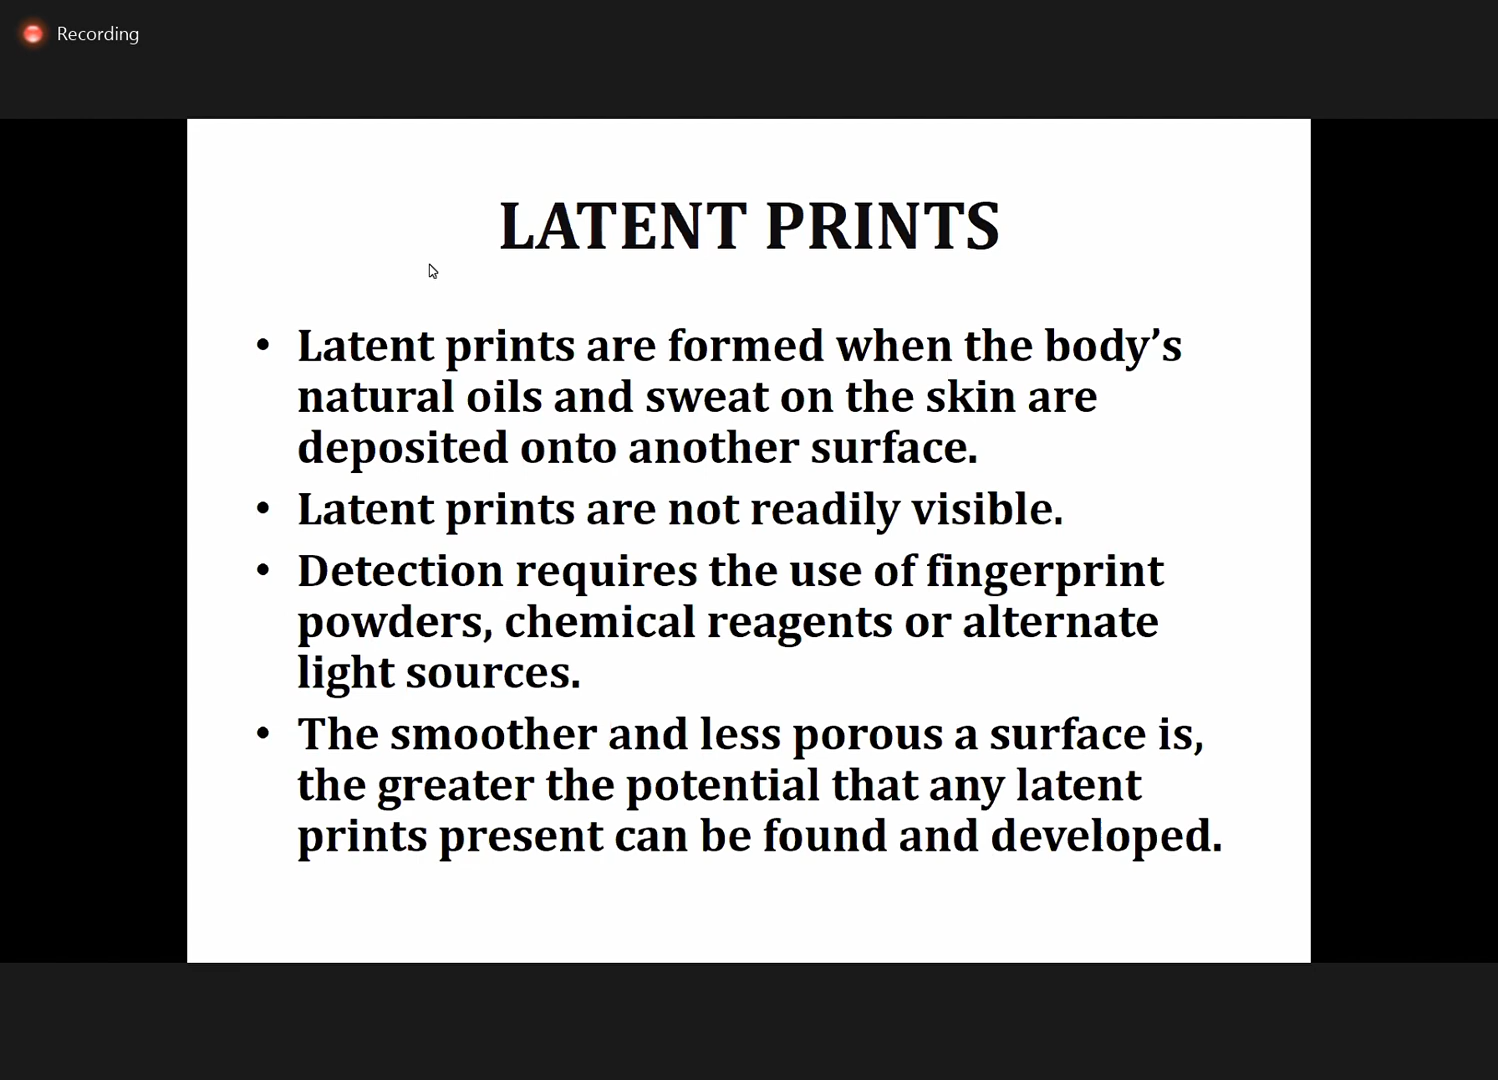 Recording
LATENT PRINTS
• Latent prints are formed when the body’s
natural oils and sweat on the skin are
deposited onto another surface.
• Latent prints are not readily visible.
• Detection requires the use of fingerprint
powders, chemical reagents or alternate
light sources.
• The smoother and less porous a surface is,
the greater the potential that any latent
prints present can be found and developed.